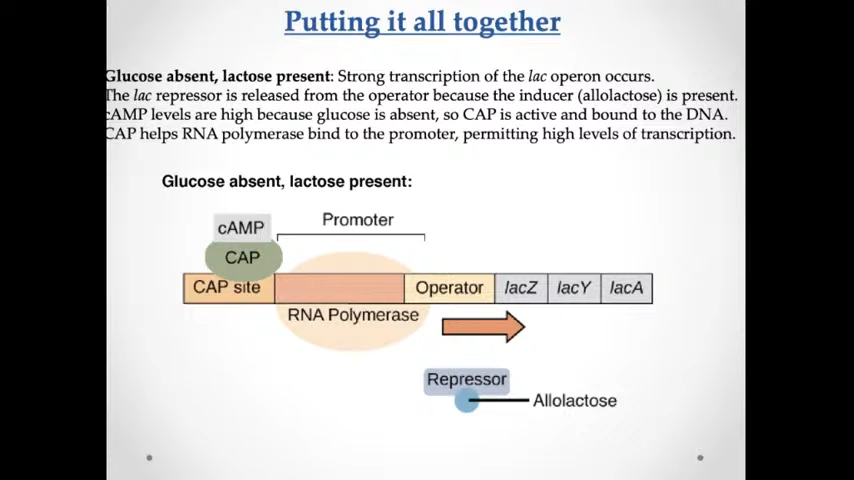 Putting it all together
Glucose absent, lactose present: Strong transcription of the lac operon occurs.
The lac repressor is released from the operator because the inducer (allolactose) is present.
cAMP levels are high because glucose is absent, so CAP is active and bound to the DNA.
CAP helps RNA polymerase bind to the promoter, permitting high levels of transcription.
Glucose absent, lactose present:
cAMP
Promoter
CAP
CAP site
Operator
lacZ
lacY
lacA
RNA Polymerase
Repressor
Allolactose